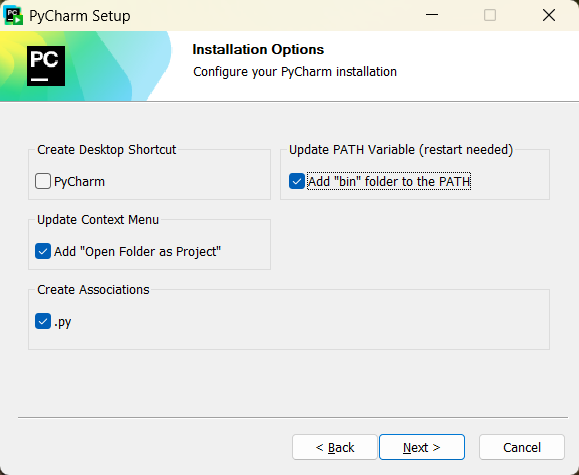 PyCharm Setup
PC
Installation Options
Configure your PyCharm installation
Create Desktop Shortcut
PyCharm
Update PATH Variable (restart needed)
Add "bin" folder to the PATH
Update Context Menu
Add "Open Folder as Project"
Create Associations
.py
< Back
Next >
Cancel